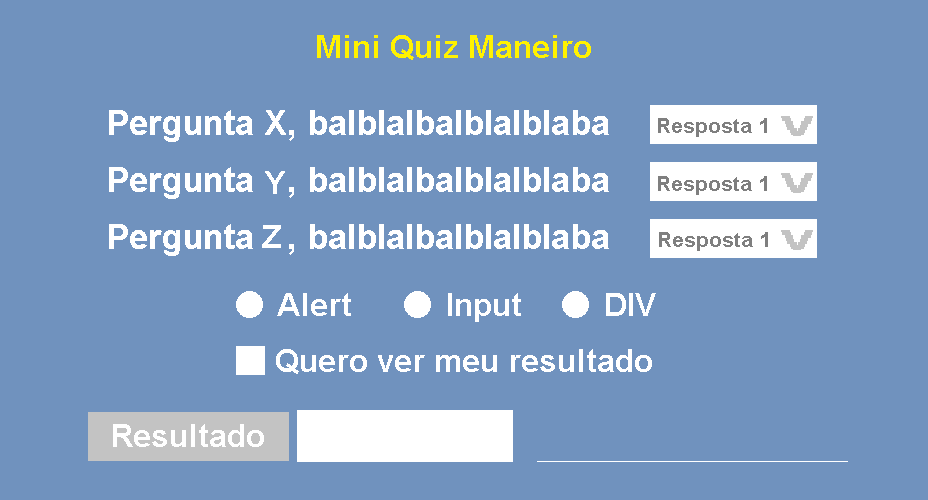 Mini Quiz Maneiro
Pergunta X, balblalbalblalblaba Resposta 1
Pergunta Y, balblalbalblalblaba Resposta 1
Pergunta Z, balblalbalblalblaba Resposta 1
Alert Input DIV
Quero ver meu resultado
Resultado